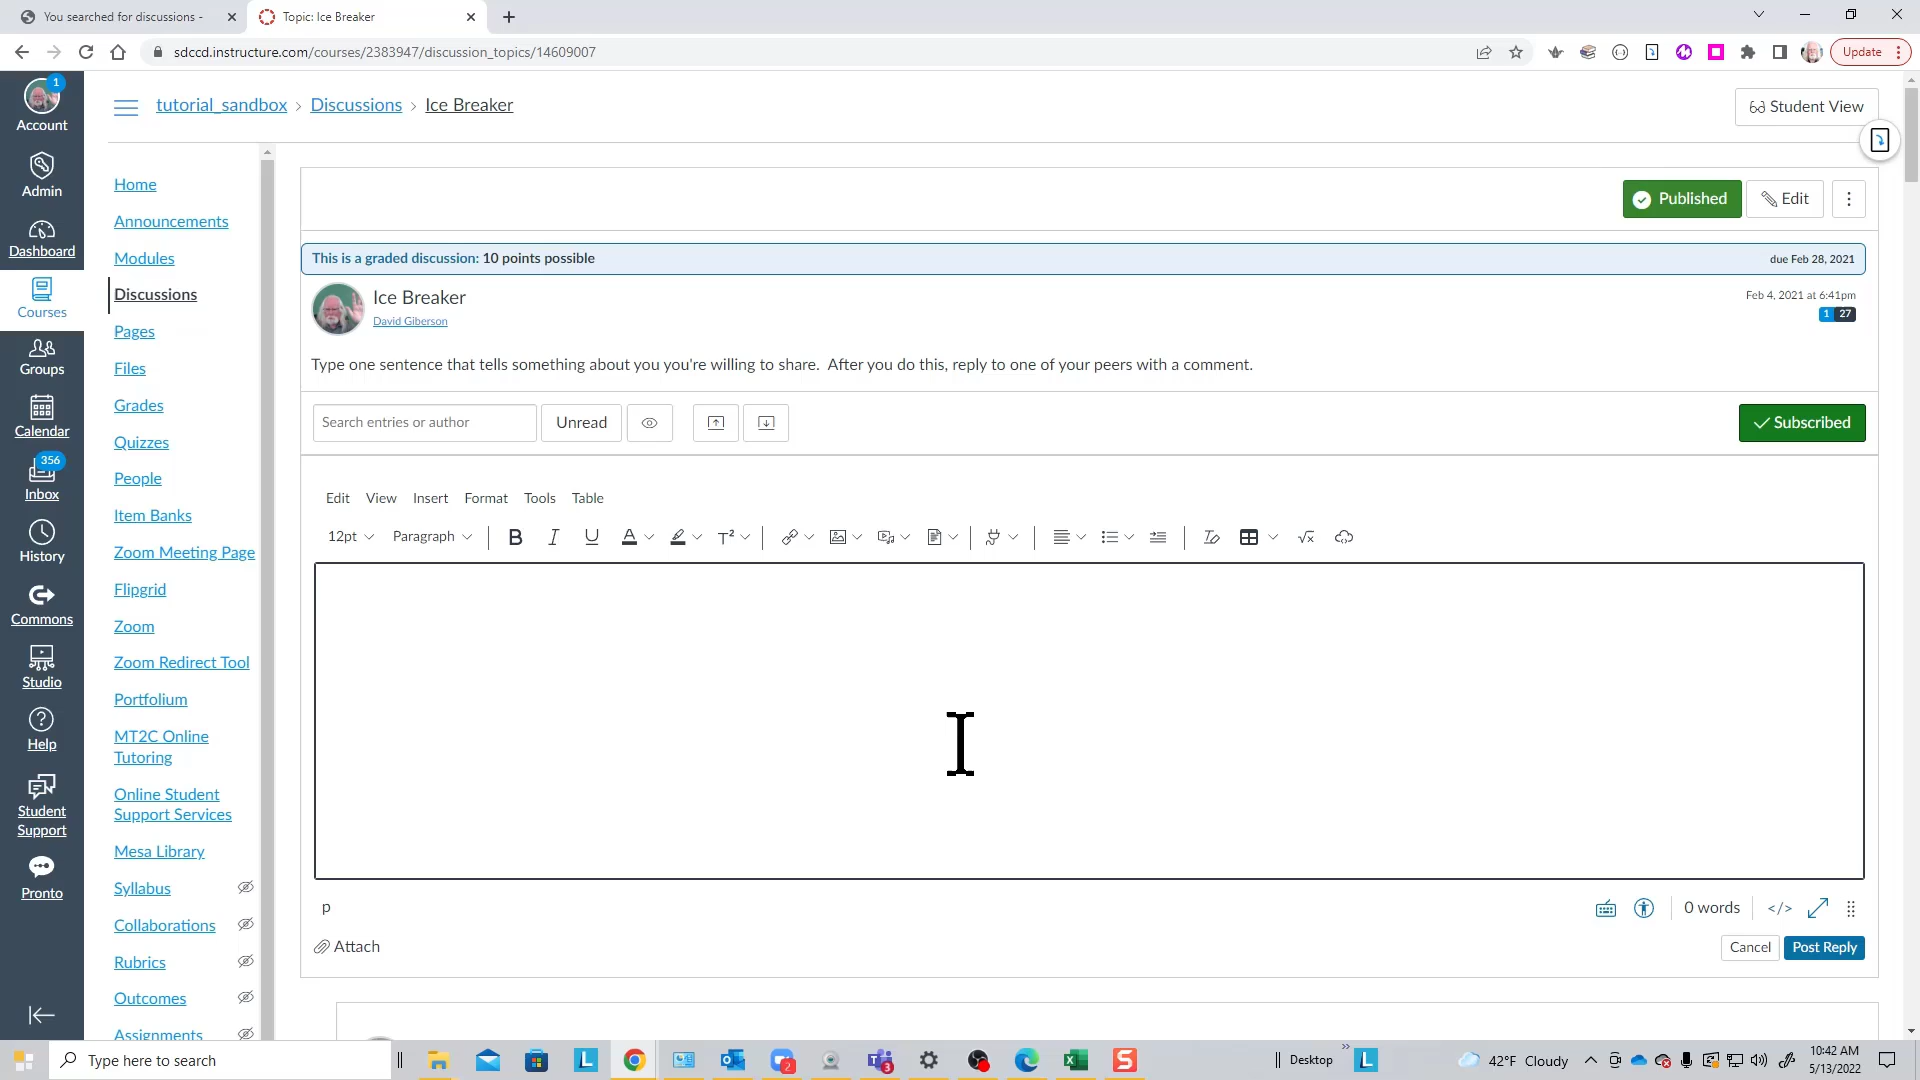 You searched for discussions -
Topic: Ice Breaker
sdccd.instructure.com/courses/2383947/discussion_topics/14609007
Update
1
Account
Admin
Dashboard
Courses
Groups
Calendar
356
Inbox
History
Commons
Studio
Help
Student
Support
Pronto
tutorial_sandbox › Discussions › Ice Breaker
Student View
Home
Announcements
Modules
Discussions
Pages
Files
Grades
Quizzes
People
Item Banks
Zoom Meeting Page
Flipgrid
Zoom
Zoom Redirect Tool
Portfolium
MT2C Online
Tutoring
Online Student
Support Services
Mesa Library
Syllabus
Collaborations
Rubrics
Outcomes
Assignments
Published
Edit
This is a graded discussion: 10 points possible
due Feb 28, 2021
Ice Breaker
David Giberson
Feb 4, 2021 at 6:41pm
1 27
Type one sentence that tells something about you you're willing to share. After you do this, reply to one of your peers with a comment.
Search entries or author
Unread
Subscribed
Edit View Insert Format Tools Table
12pt Paragraph B I U A T²
p
0 words </>
Attach
Cancel
Post Reply
Type here to search
L
2
3
S
Desktop
L
42°F Cloudy
10:42 AM
5/13/2022